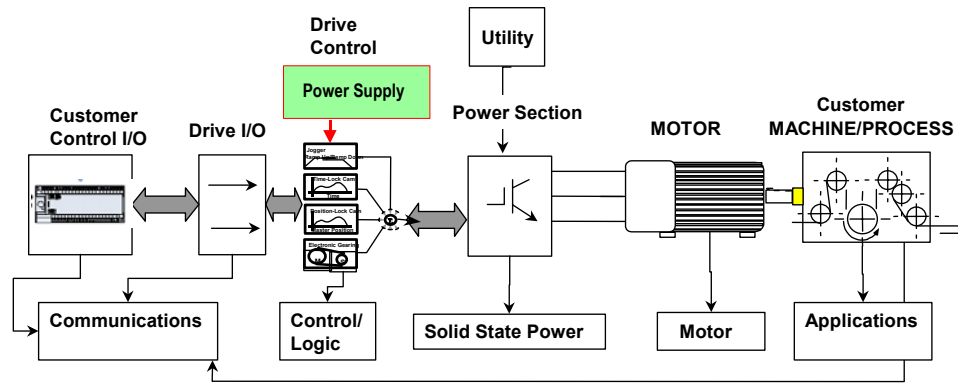 Drive
Control
Utility
Power Supply
Customer
Control I/O
Drive I/O
Power Section
MOTOR
Customer
MACHINE/PROCESS
Jogger
Time-Lock Cam
Time
Position-Lock Cam
Master Position
Electronic Gearing
Communications
Control/
Logic
Solid State Power
Motor
Applications